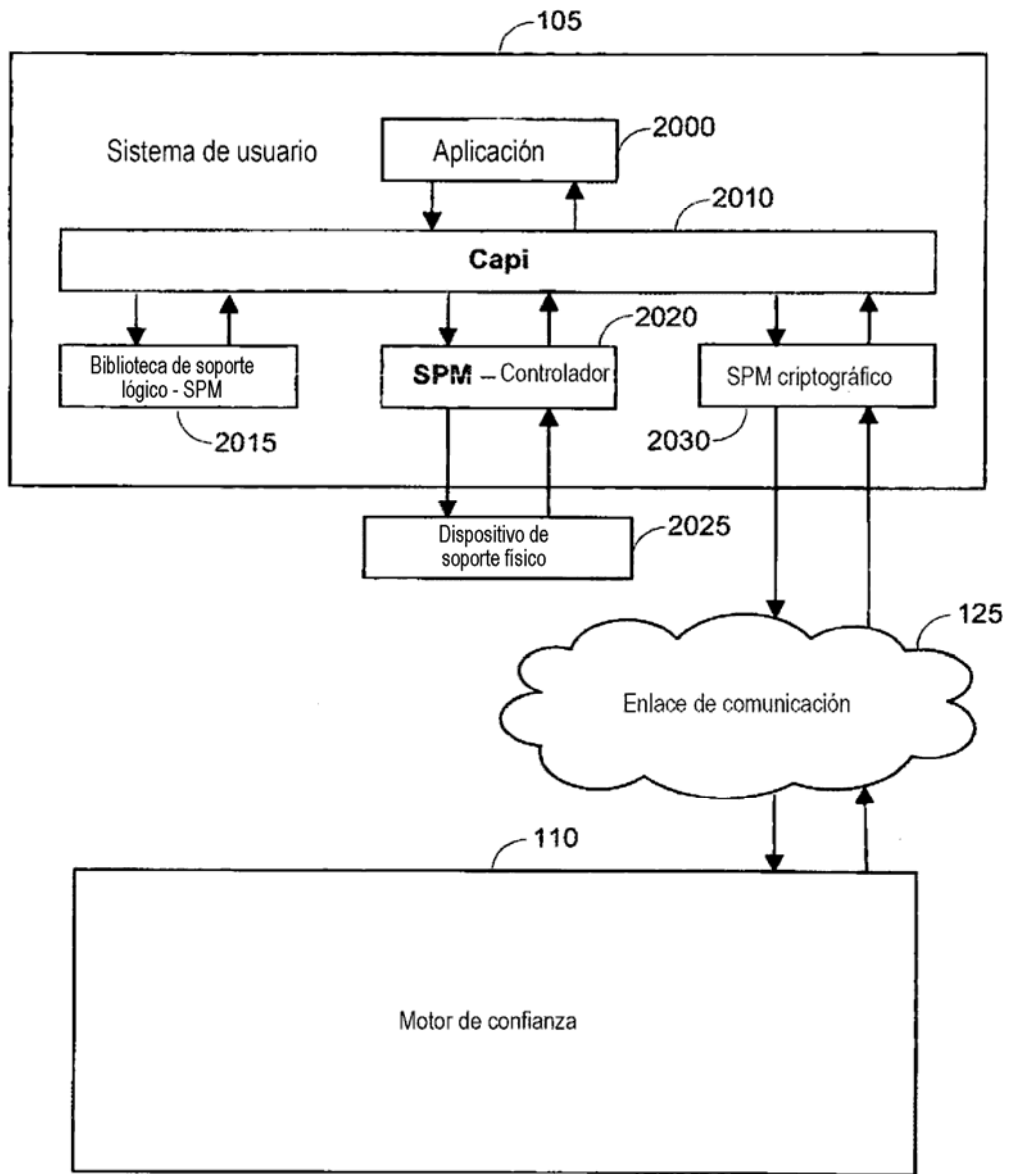 105
Sistema de usuario
Aplicación
2000
2010
Capi
2020
Biblioteca de soporte
lógico - SPM
SPM – Controlador
SPM criptográfico
2015
2030
Dispositivo de
soporte físico
2025
125
Enlace de comunicación
110
Motor de confianza